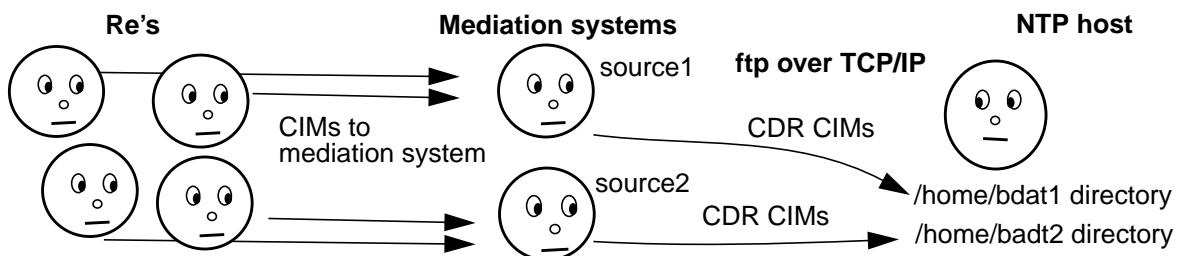 Re's
Mediation systems
NTP host
source1
ftp over TCP/IP
CIMs to
mediation system
CDR CIMs
source2
CDR CIMs
/home/bdat1 directory
/home/badt2 directory